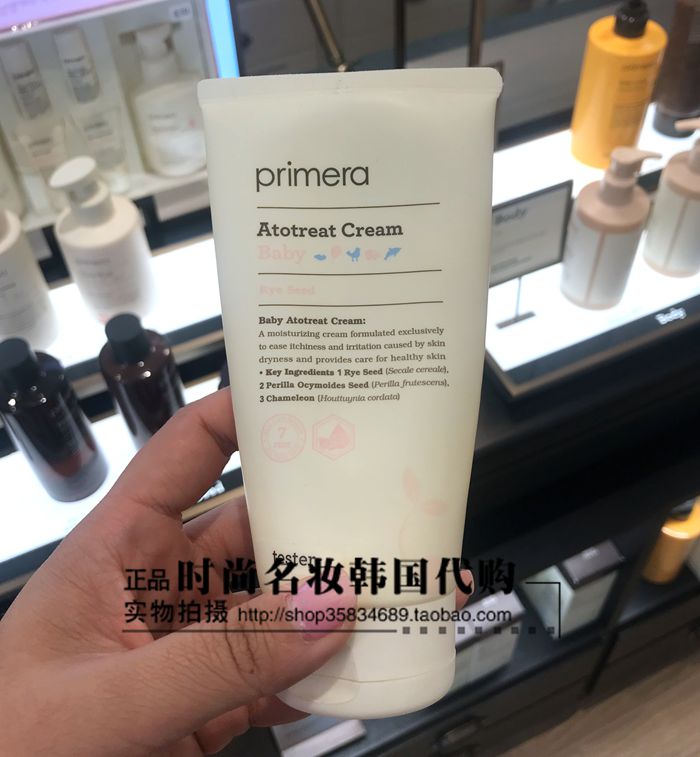 primera
Atotreat Cream
Baby
Rye Seed
Baby Atotreat Cream:
A moisturizing cream formulated exclusively
to ease itchiness and irritation caused by skin
dryness and provides care for healthy skin
• Key Ingredients 1 Rye Seed (Secale cereale),
2 Perilla Ocymoides Seed (Perilla frutescens),
3 Chameleon (Houttuynia cordata)
7
tester
正品 时尚名妆韩国代购
实物拍摄 http://shop35834689.taobao.com
Body
Body